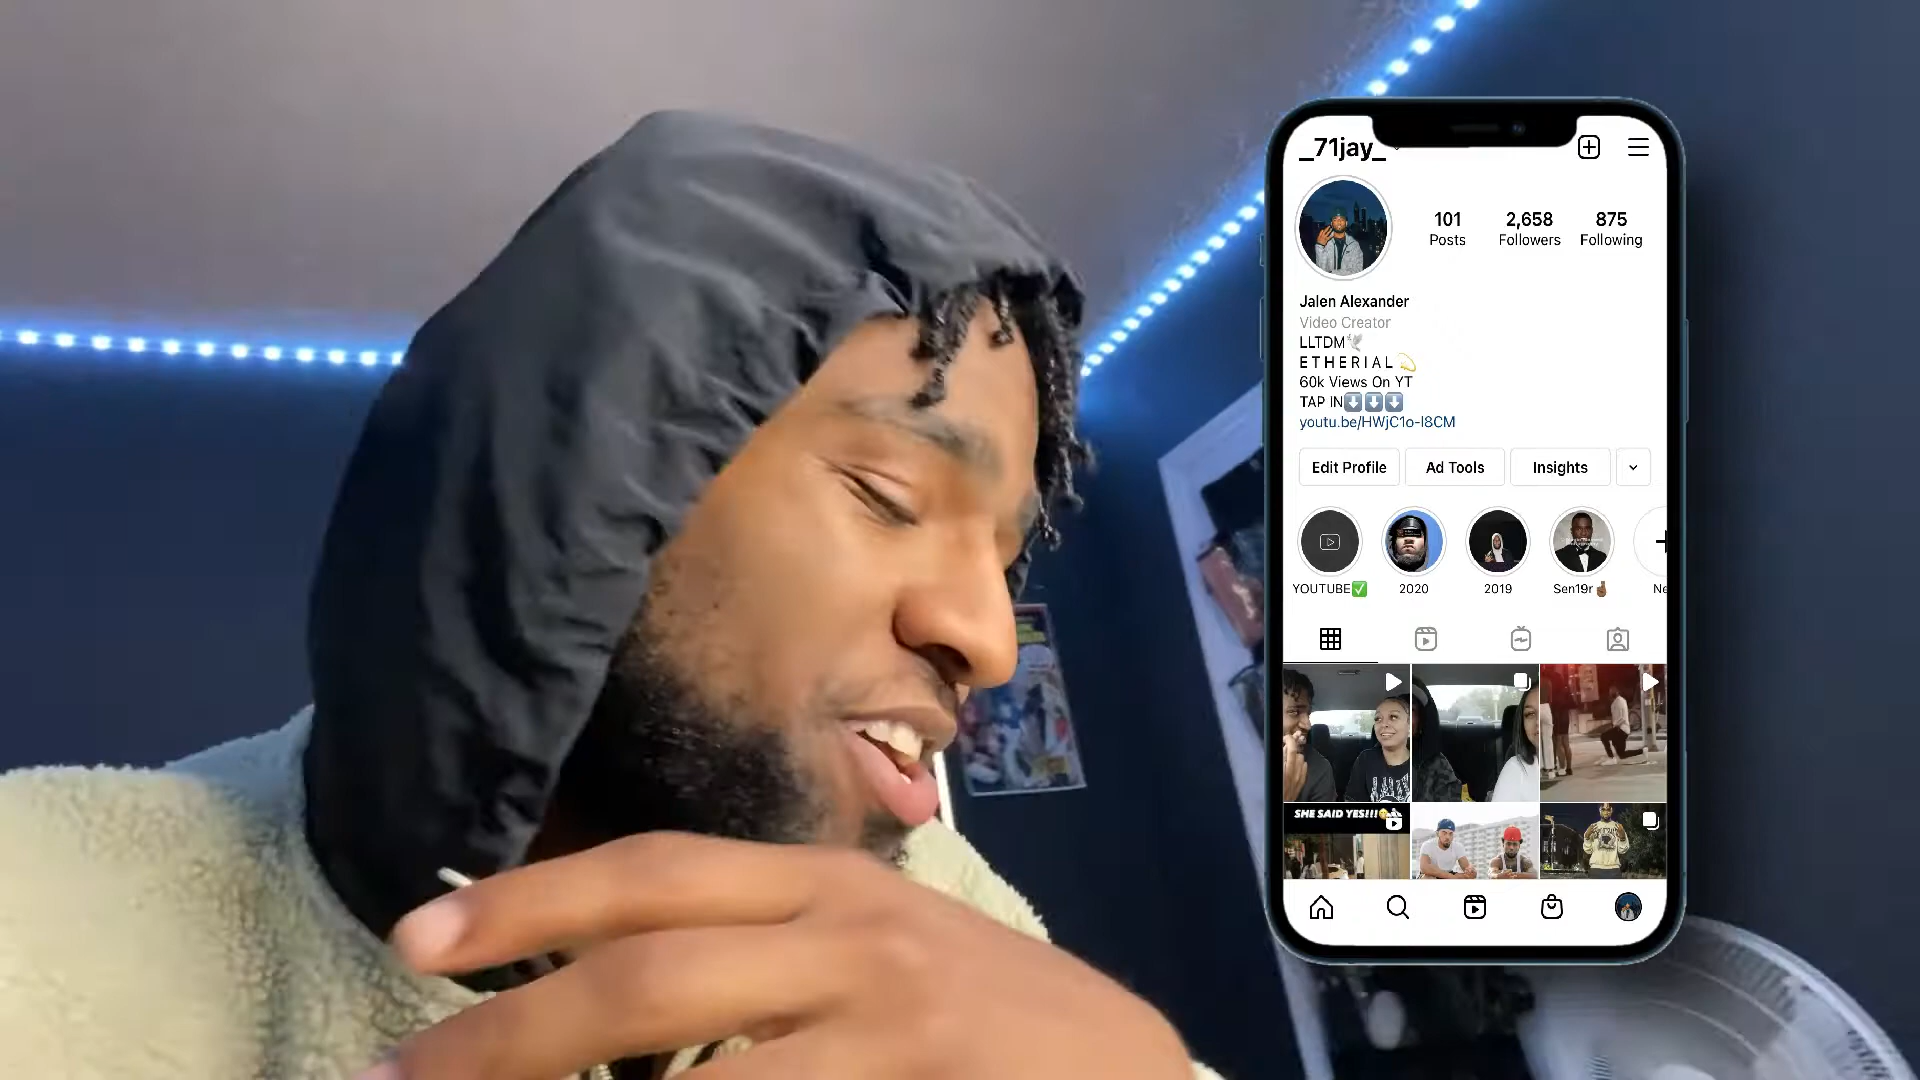 _71jay_
101
2,658
875
Posts
Followers
Following
Jalen Alexander
Video Creator
LLTDM🕊
E T H E R I A L 💫
60k Views On YT
TAP IN⬇️⬇️⬇️
youtu.be/HWjC1o-I8CM
Edit Profile
Ad Tools
Insights
YOUTUBE✅
2020
2019
Sen19r🤞🏾
Ne
SHE SAID YES!!!